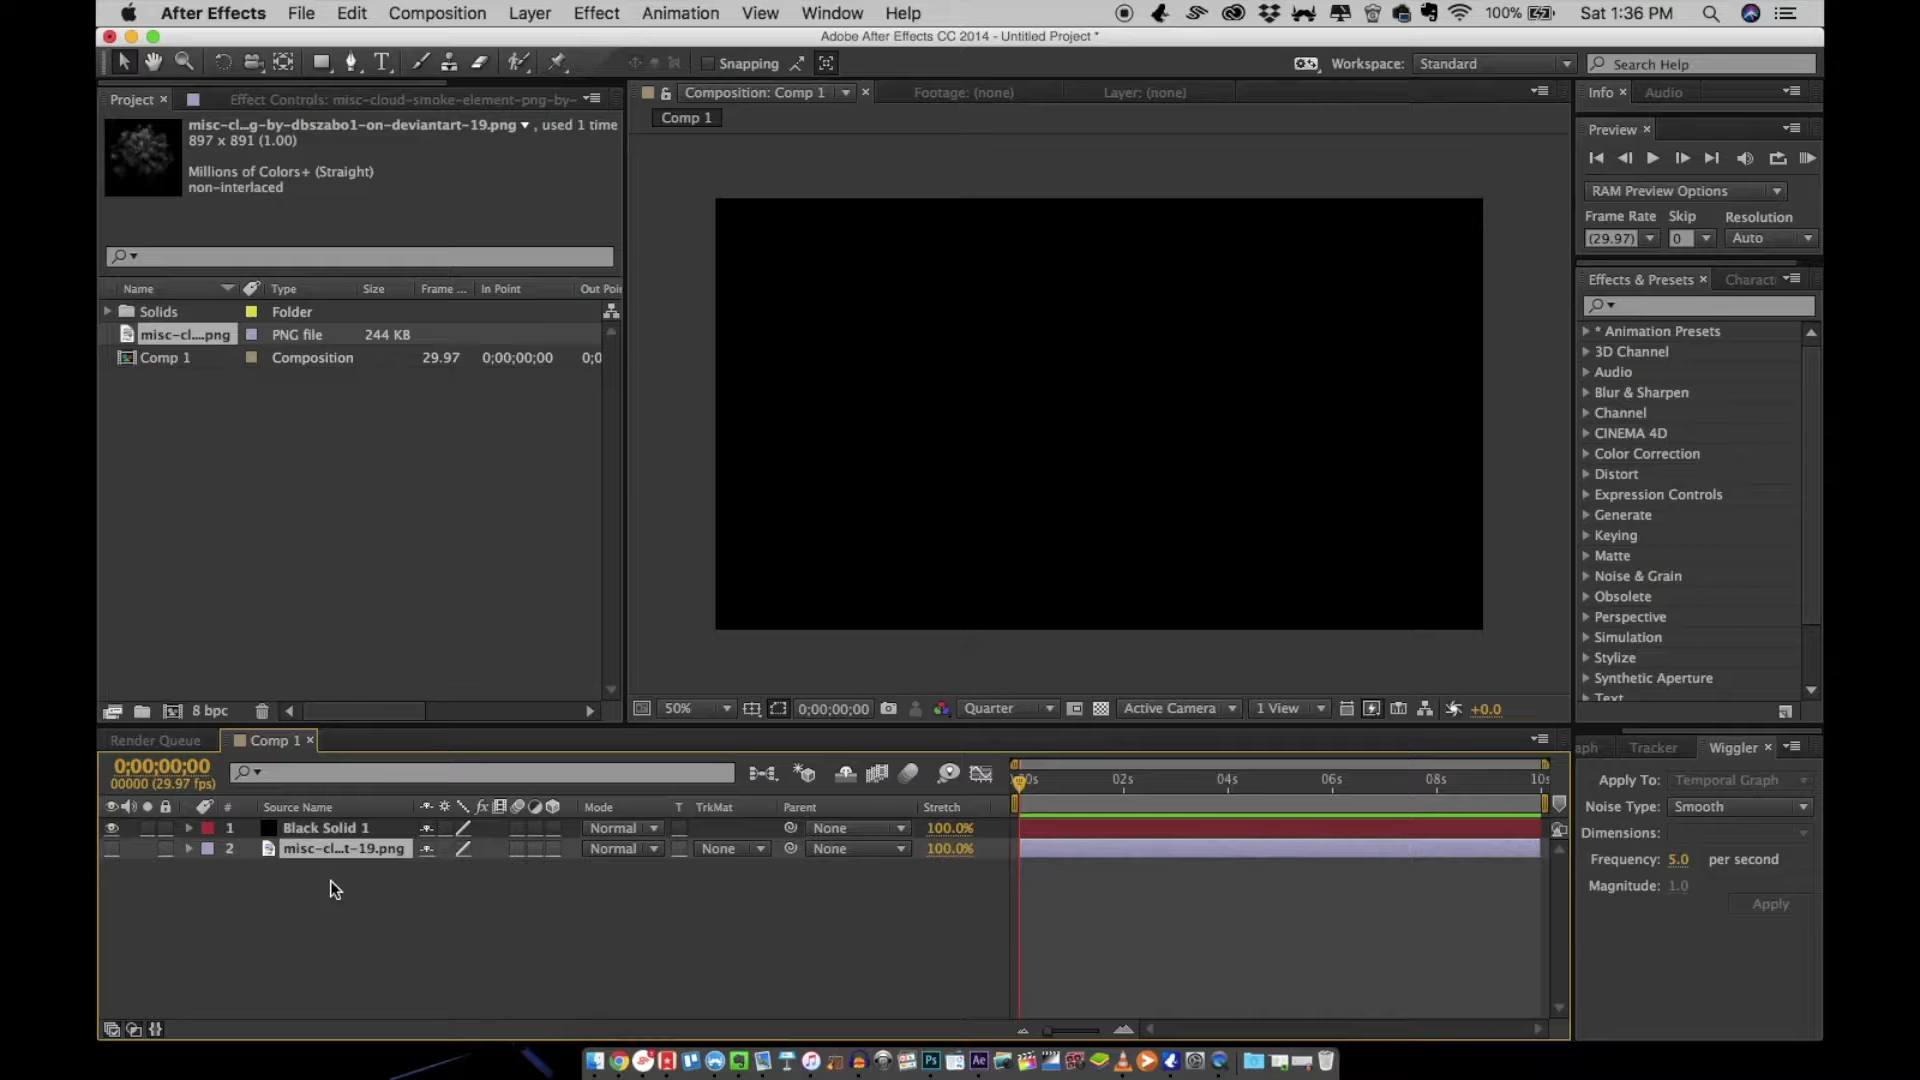 After Effects File Edit Composition Layer Effect Animation View Window Help 100% Sat 1:36 PM
Adobe After Effects CC 2014 - Untitled Project *
Snapping Workspace: Standard Search Help
Project Effect Controls: misc-cloud-smoke-element-png-by-
misc-cl...g-by-dbszabo1-on-deviantart-19.png , used 1 time
897 x 891 (1.00)
Millions of Colors+ (Straight)
non-interlaced
Name Type Size Frame ... In Point Out Poi
Solids Folder
misc-cl....png PNG file 244 KB
Comp 1 Composition 29.97 0;00;00;00 0;0
8 bpc
Composition: Comp 1 Footage: (none) Layer: (none)
Comp 1
50% 0;00;00;00 Quarter Active Camera 1 View +0.0
Info Audio
Preview
RAM Preview Options
Frame Rate Skip Resolution
(29.97) 0 Auto
Effects & Presets Charact
* Animation Presets
3D Channel
Audio
Blur & Sharpen
Channel
CINEMA 4D
Color Correction
Distort
Expression Controls
Generate
Keying
Matte
Noise & Grain
Obsolete
Perspective
Simulation
Stylize
Synthetic Aperture
Text
Render Queue Comp 1
0;00;00;00
00000 (29.97 fps)
02s 04s 06s 08s
# Source Name fx Mode T TrkMat Parent Stretch
1 Black Solid 1 Normal None 100.0%
2 misc-cl...t-19.png Normal None None 100.0%
aph Tracker Wiggler
Apply To: Temporal Graph
Noise Type: Smooth
Dimensions:
Frequency: 5.0 per second
Magnitude: 1.0
Apply
Ps Ae